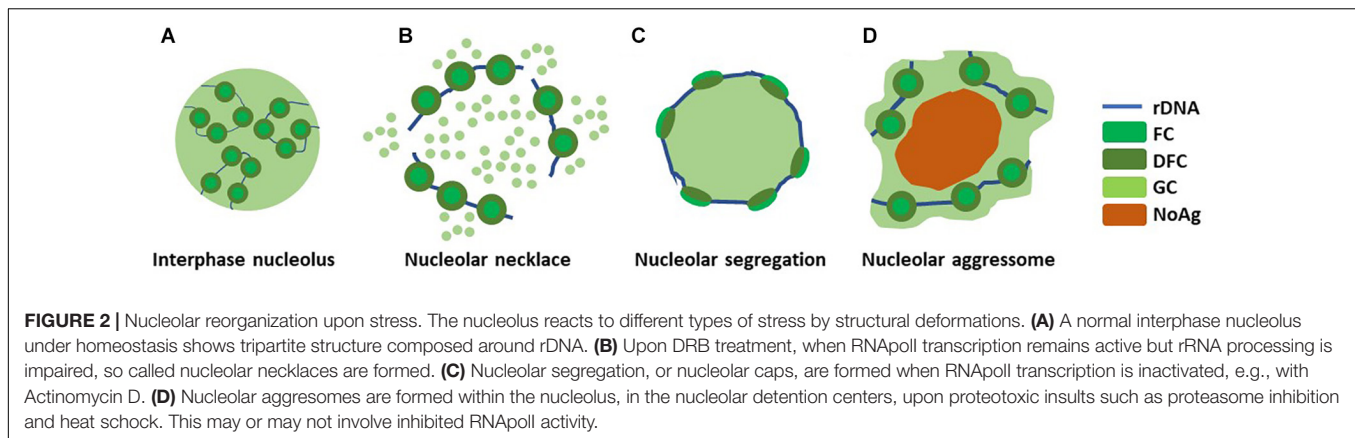 A
B
C
D
rDNA
FC
DFC
GC
NoAg
Interphase nucleolus
Nucleolar necklace
Nucleolar segregation
Nucleolar aggressome
FIGURE 2 | Nucleolar reorganization upon stress. The nucleolus reacts to different types of stress by structural deformations. (A) A normal interphase nucleolus
under homeostasis shows tripartite structure composed around rDNA. (B) Upon DRB treatment, when RNApolI transcription remains active but rRNA processing is
impaired, so called nucleolar necklaces are formed. (C) Nucleolar segregation, or nucleolar caps, are formed when RNApolI transcription is inactivated, e.g., with
Actinomycin D. (D) Nucleolar aggresomes are formed within the nucleolus, in the nucleolar detention centers, upon proteotoxic insults such as proteasome inhibition
and heat schock. This may or may not involve inhibited RNApolI activity.